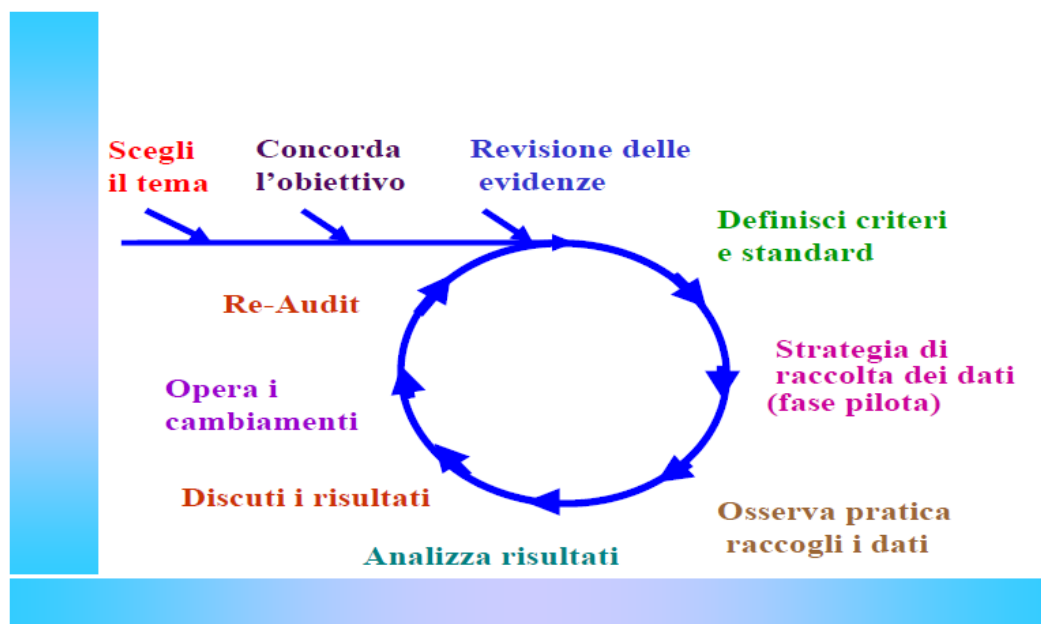 Scegli
il tema
Concorda
l'obiettivo
Revisione delle
evidenze
Definisci criteri
e standard
Strategia di
raccolta dei dati
(fase pilota)
Osserva pratica
raccogli i dati
Analizza risultati
Discuti i risultati
Opera i
cambiamenti
Re-Audit